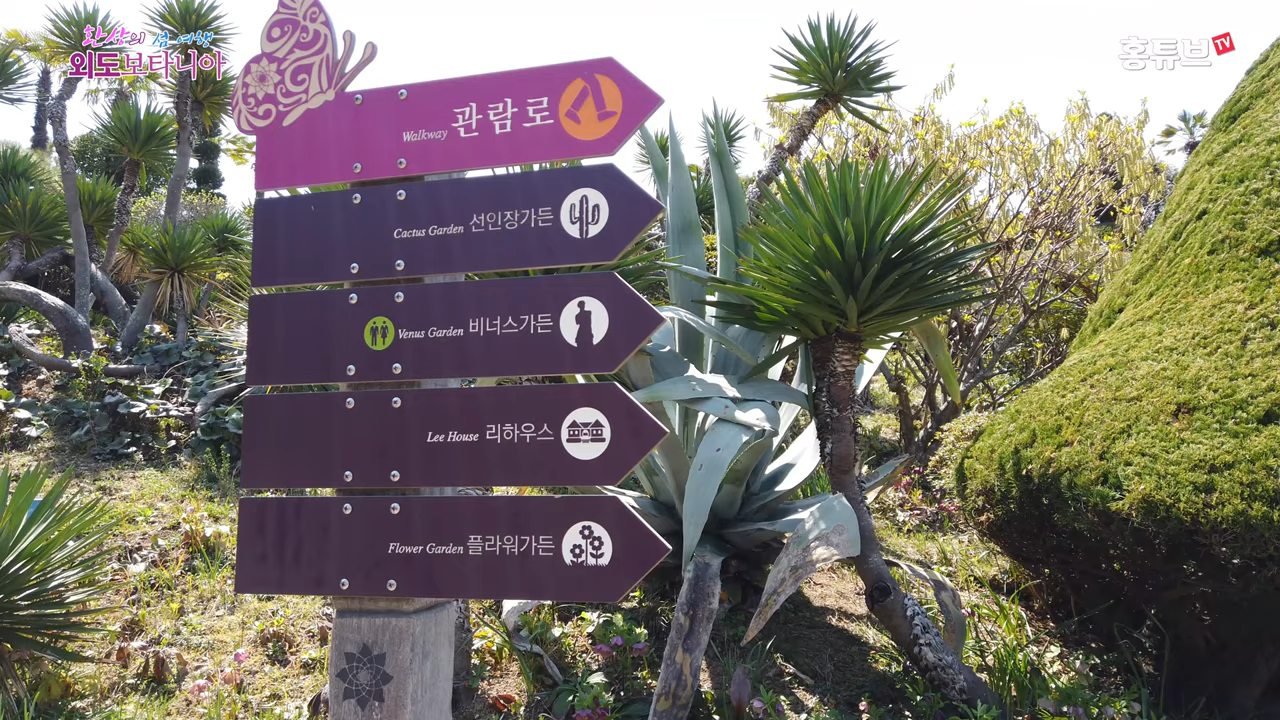 환상의 섬 여행
외도보타니아
홍튜브TV
Walkway 관람로
Cactus Garden 선인장가든
Venus Garden 비너스가든
Lee House 리하우스
Flower Garden 플라워가든